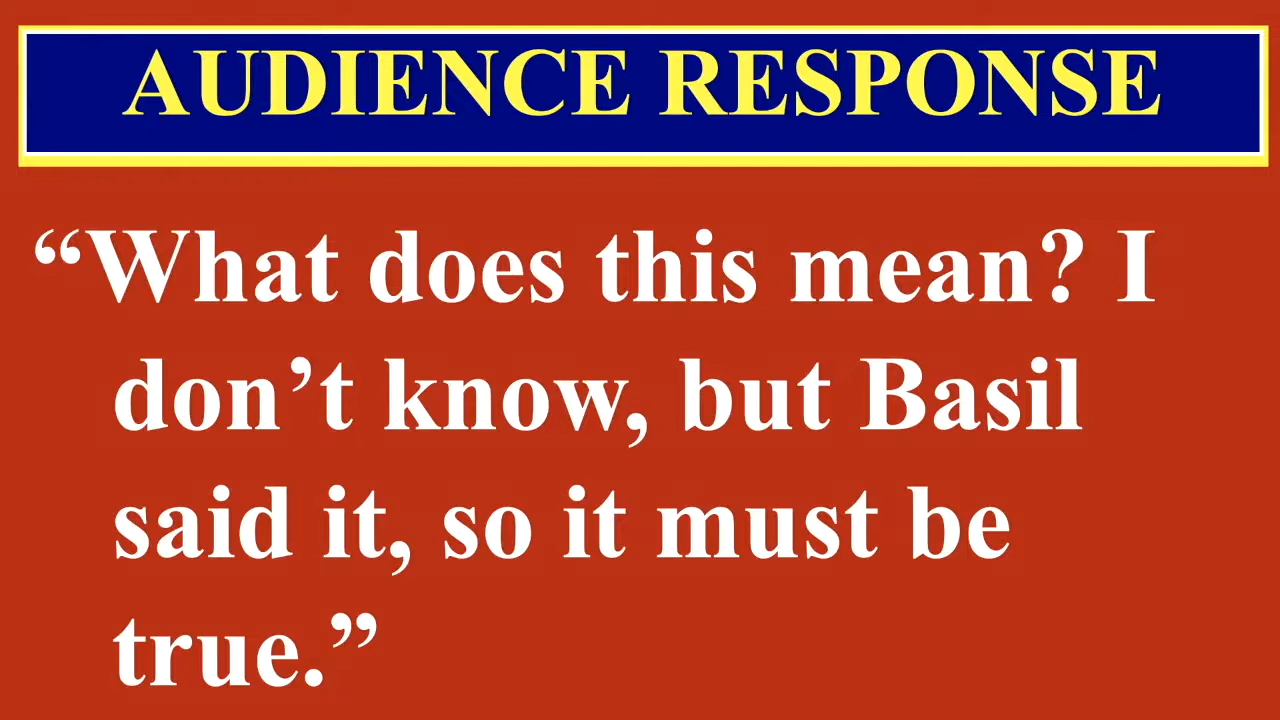 AUDIENCE RESPONSE
“What does this mean? I
don’t know, but Basil
said it, so it must be
true.”